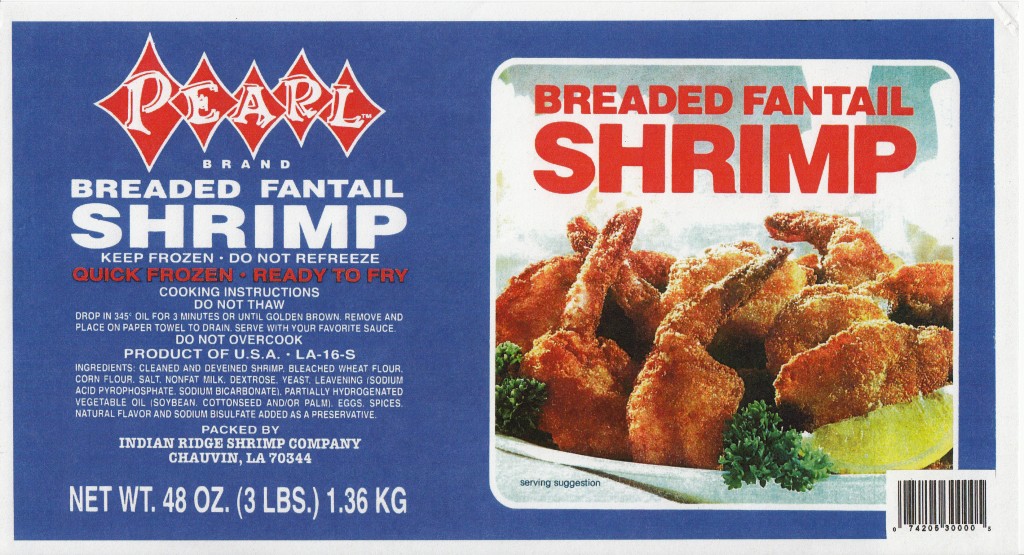 PEARL™
BRAND
BREADED FANTAIL
SHRIMP
KEEP FROZEN · DO NOT REFREEZE
QUICK FROZEN · READY TO FRY
COOKING INSTRUCTIONS
DO NOT THAW
DROP IN 345° OIL FOR 3 MINUTES OR UNTIL GOLDEN BROWN. REMOVE AND
PLACE ON PAPER TOWEL TO DRAIN. SERVE WITH YOUR FAVORITE SAUCE.
DO NOT OVERCOOK
PRODUCT OF U.S.A. · LA-16-S
INGREDIENTS: CLEANED AND DEVEINED SHRIMP, BLEACHED WHEAT FLOUR,
CORN FLOUR, SALT, NONFAT MILK, DEXTROSE, YEAST, LEAVENING (SODIUM
ACID PYROPHOSPHATE, SODIUM BICARBONATE), PARTIALLY HYDROGENATED
VEGETABLE OIL (SOYBEAN, COTTONSEED AND/OR PALM), EGGS, SPICES,
NATURAL FLAVOR AND SODIUM BISULFATE ADDED AS A PRESERVATIVE.
PACKED BY
INDIAN RIDGE SHRIMP COMPANY
CHAUVIN, LA 70344
NET WT. 48 OZ. (3 LBS.) 1.36 KG
BREADED FANTAIL
SHRIMP
serving suggestion
0 74205 30000 5